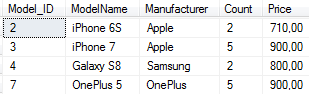 Model_ID ModelName Manufacturer Count Price
2 iPhone 6S Apple 2 710,00
3 iPhone 7 Apple 5 900,00
4 Galaxy S8 Samsung 2 800,00
7 OnePlus 5 OnePlus 5 900,00